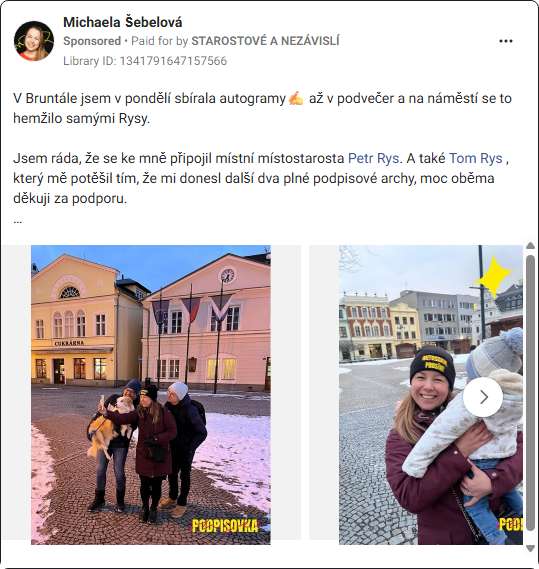 Michaela Šebelová
Sponsored • Paid for by STAROSTOVÉ A NEZÁVISLÍ
Library ID: 1341791647157566
V Bruntále jsem v pondělí sbírala autogramy✍️ až v podvečer a na náměstí se to
hemžilo samými Rysy.
Jsem ráda, že se ke mně připojil místní místostarosta Petr Rys. A také Tom Rys ,
který mě potěšil tím, že mi donesl další dva plné podpisové archy, moc oběma
děkuji za podporu.
...
CUKRÁRNA
PODPISOVKA
POD